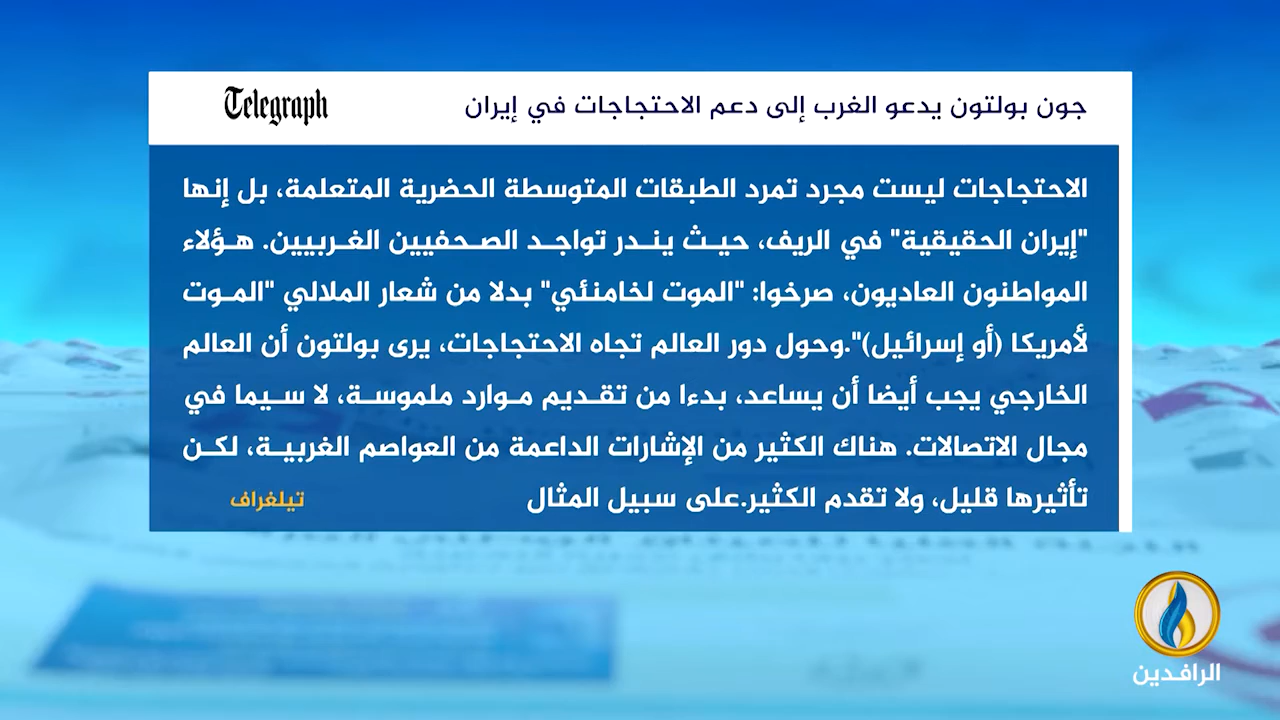 جون بولتون يدعو الغرب إلى دعم الاحتجاجات في إيران
Telegraph
الاحتجاجات ليست مجرد تمرد الطبقات المتوسطة الحضرية المتعلمة، بل إنها
"إيران الحقيقية" في الريف، حيث يندر تواجد الصحفيين الغربيين. هؤلاء
المواطنون العاديون، صرخوا: "الموت لخامنئي" بدلا من شعار الملالي "الموت
لأمريكا (أو إسرائيل)".وحول دور العالم تجاه الاحتجاجات، يرى بولتون أن العالم
الخارجي يجب أيضا أن يساعد، بدءا من تقديم موارد ملموسة، لا سيما في
مجال الاتصالات. هناك الكثير من الإشارات الداعمة من العواصم الغربية، لكن
تأثيرها قليل، ولا تقدم الكثير.على سبيل المثال
تيلغراف
الرافدين